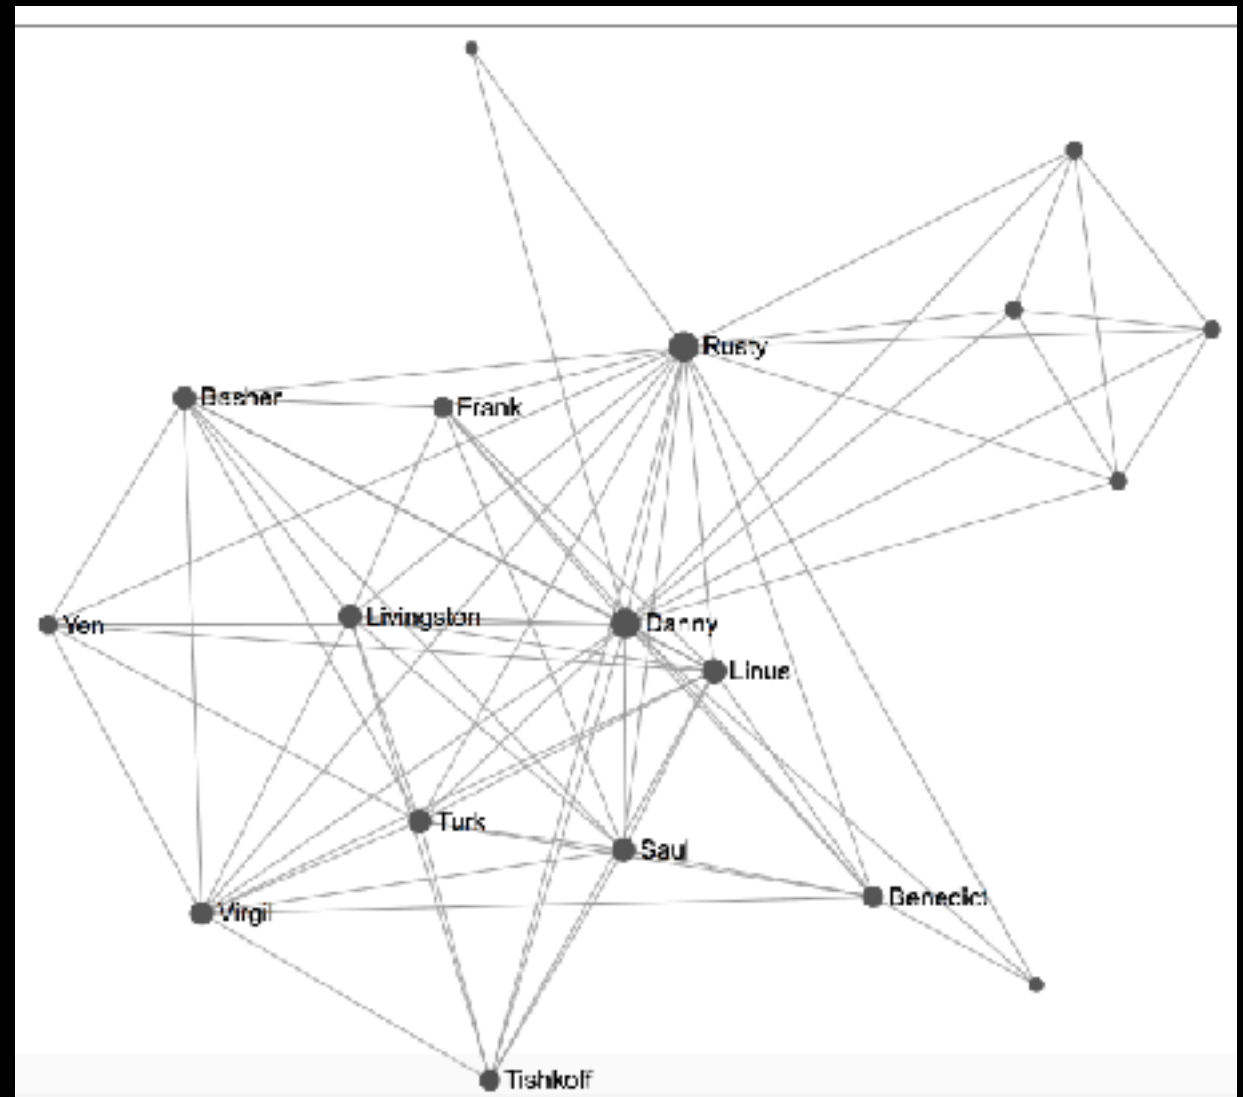 Rusty
Basher
Frank
Livingston
Yen
Danny
Linus
Turk
Saul
Benedict
Virgil
Tishkoff